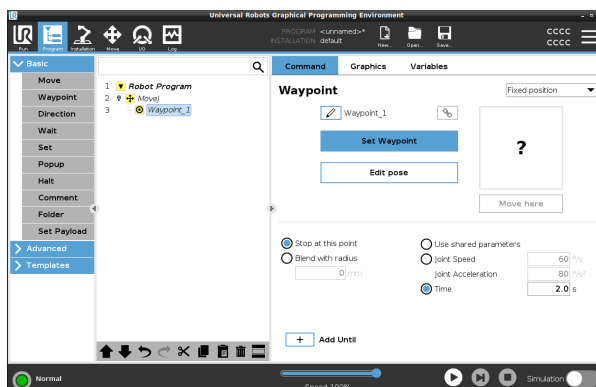 Universal Robots Graphical Programming Environment
UR
Run
Program
Installation
Move
I/O
Log
PROGRAM <unnamed>*
INSTALLATION default
New...
Open...
Save...
CCCC
CCCC
Basic
Move
Waypoint
Direction
Wait
Set
Popup
Halt
Comment
Folder
Set Payload
Advanced
Templates
1 Robot Program
2 MoveJ
3 Waypoint_1
Command Graphics Variables
Waypoint
Fixed position
Waypoint_1
Set Waypoint
Edit pose
?
Move here
Stop at this point
Blend with radius
0 mm
Use shared parameters
Joint Speed 60 °/s
Joint Acceleration 80 °/s²
Time 2.0 s
+ Add Until
Normal
Speed 100%
Simulation